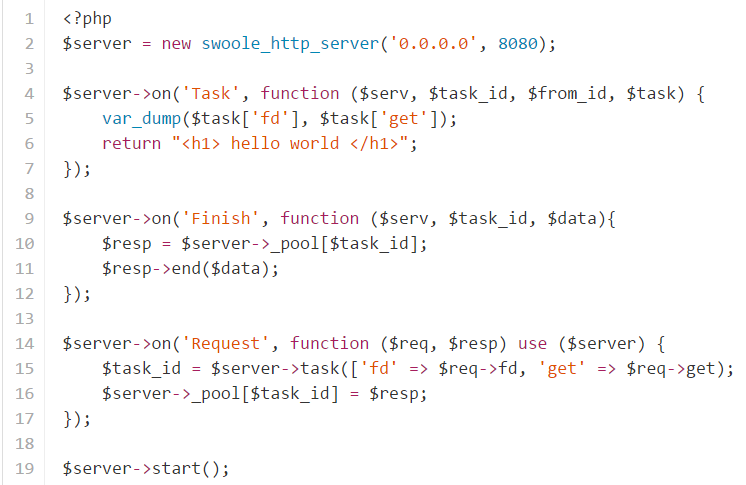 1 <?php
2 $server = new swoole_http_server('0.0.0.0', 8080);
3
4 $server->on('Task', function ($serv, $task_id, $from_id, $task) {
5     var_dump($task['fd'], $task['get']);
6     return "<h1> hello world </h1>";
7 });
8
9 $server->on('Finish', function ($serv, $task_id, $data){
10     $resp = $server->_pool[$task_id];
11     $resp->end($data);
12 });
13
14 $server->on('Request', function ($req, $resp) use ($server) {
15     $task_id = $server->task(['fd' => $req->fd, 'get' => $req->get);
16     $server->_pool[$task_id] = $resp;
17 });
18
19 $server->start();